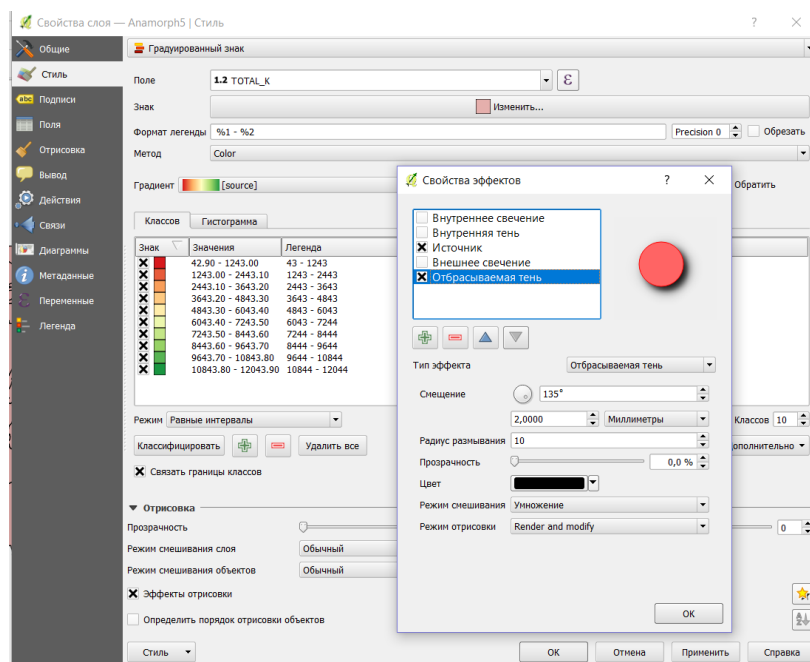 Свойства слоя — Anamorph5 | Стиль
Общие
Стиль
abc Подписи
Поля
Отрисовка
Вывод
Действия
Связи
Диаграммы
Метаданные
Переменные
Легенда
Градуированный знак
Поле 1.2 TOTAL_K ε
Знак Изменить...
Формат легенды %1 - %2 Precision 0 Обрезать
Метод Color
Градиент [source] Обратить
Классов Гистограмма
Знак Значения Легенда
42.90 - 1243.00 43 - 1243
1243.00 - 2443.10 1243 - 2443
2443.10 - 3643.20 2443 - 3643
3643.20 - 4843.30 3643 - 4843
4843.30 - 6043.40 4843 - 6043
6043.40 - 7243.50 6043 - 7244
7243.50 - 8443.60 7244 - 8444
8443.60 - 9643.70 8444 - 9644
9643.70 - 10843.80 9644 - 10844
10843.80 - 12043.90 10844 - 12044
Режим Равные интервалы Классов 10
Классифицировать Удалить все
Связать границы классов
Отрисовка
Прозрачность 0
Режим смешивания слоя Обычный
Режим смешивания объектов Обычный
Эффекты отрисовки
Определить порядок отрисовки объектов
Стиль ОК Отмена Применить Справка
Свойства эффектов
Внутреннее свечение
Внутренняя тень
Источник
Внешнее свечение
Отбрасываемая тень
Тип эффекта Отбрасываемая тень
Смещение 135°
2,0000 Миллиметры
Радиус размывания 10
Прозрачность 0,0 %
Цвет
Режим смешивания Умножение
Режим отрисовки Render and modify
ОК